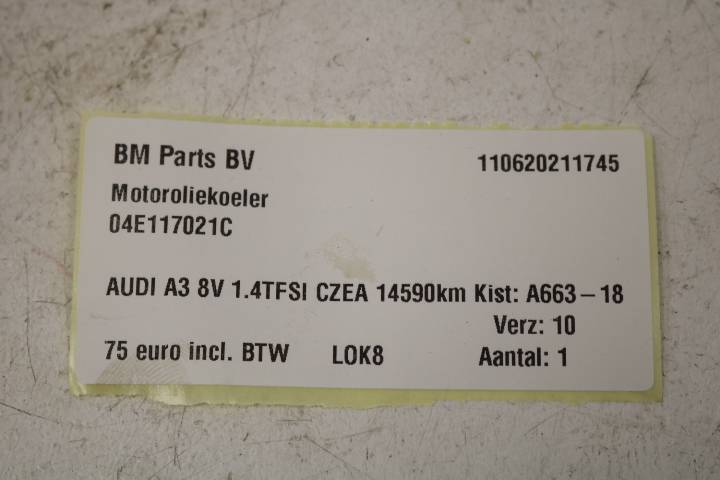 BM Parts BV 110620211745
Motoroliekoeler
04E117021C
AUDI A3 8V 1.4TFSI CZEA 14590km Kist: A663-18
Verz: 10
75 euro incl. BTW LOK8 Aantal: 1